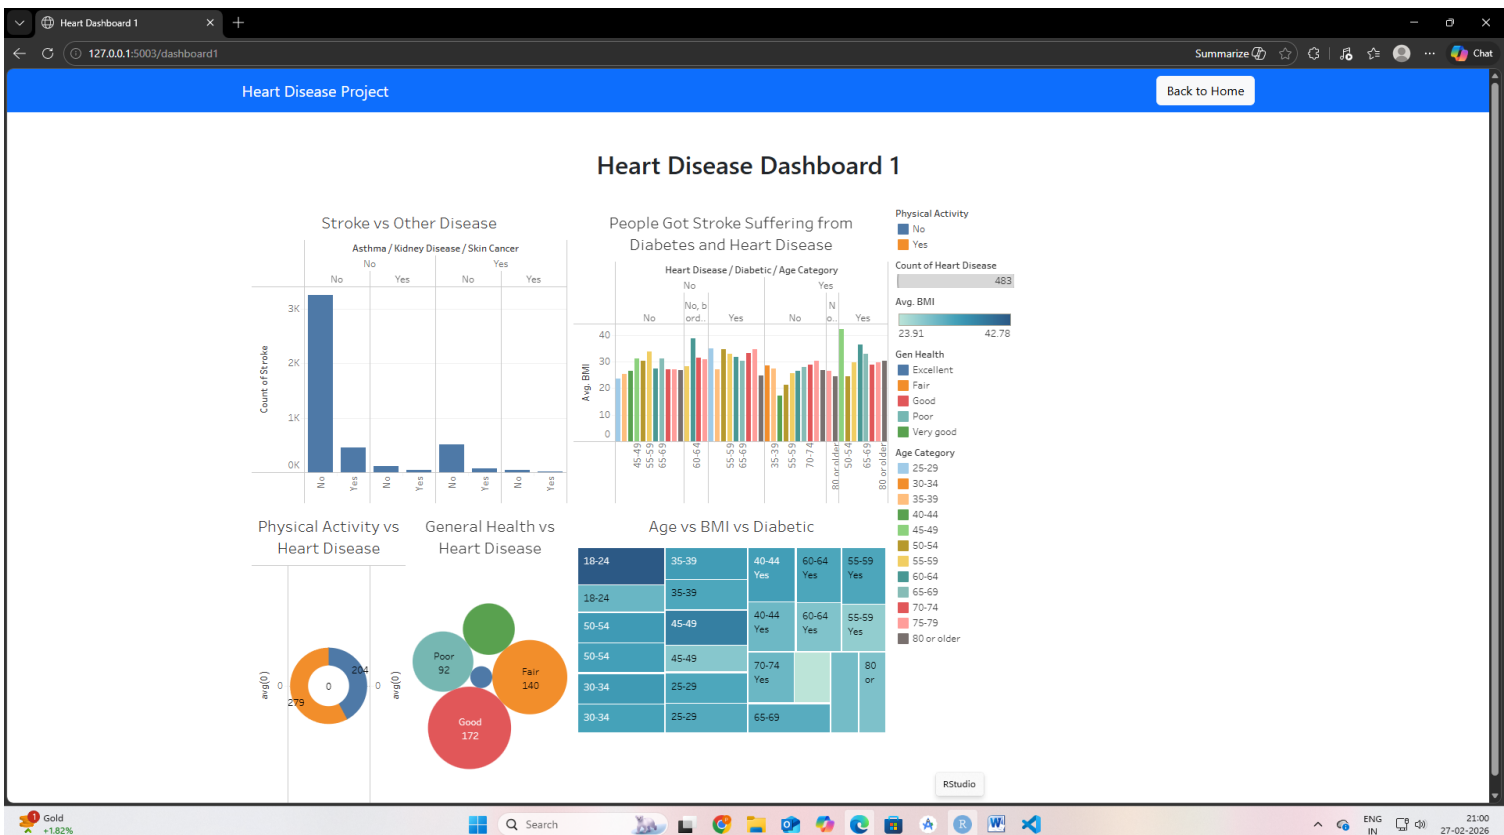 Heart Dashboard 1
127.0.0.1:5003/dashboard1
Summarize
Chat
Heart Disease Project
Back to Home
Heart Disease Dashboard 1
Stroke vs Other Disease
Asthma / Kidney Disease / Skin Cancer
No Yes
No Yes No Yes
Count of Stroke
3K
2K
1K
0K
No Yes No Yes No Yes No Yes
People Got Stroke Suffering from
Diabetes and Heart Disease
Heart Disease / Diabetic / Age Category
No Yes
No No, b ord.. Yes No N o.. Yes
Avg. BMI
40
30
20
10
0
45-49 55-59 65-69 60-64 55-59 65-69 35-39 55-59 70-74 80 or older 50-54 65-69 80 or older
Physical Activity
No
Yes
Count of Heart Disease
483
Avg. BMI
23.91 42.78
Gen Health
Excellent
Fair
Good
Poor
Very good
Age Category
25-29
30-34
35-39
40-44
45-49
50-54
55-59
60-64
65-69
70-74
75-79
80 or older
Physical Activity vs
Heart Disease
avg(0)
0
204
0
279
0
avg(0)
General Health vs
Heart Disease
Poor
92
Fair
140
Good
172
Age vs BMI vs Diabetic
18-24
18-24
50-54
50-54
30-34
30-34
35-39
35-39
45-49
45-49
25-29
25-29
40-44
Yes
60-64
Yes
55-59
Yes
40-44
Yes
60-64
Yes
55-59
Yes
70-74
Yes
80
or
65-69
RStudio
1
Gold
+1.82%
Search
ENG
IN
21:00
27-02-2026